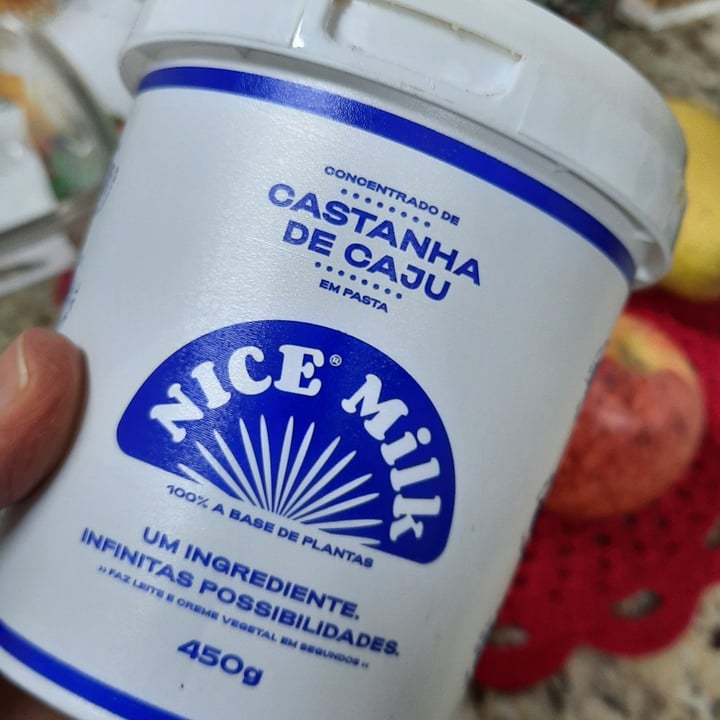 CONCENTRADO DE
CASTANHA
DE CAJU
EM PASTA
NICE® Milk
100% A BASE DE PLANTAS
UM INGREDIENTE.
INFINITAS POSSIBILIDADES.
›› FAZ LEITE E CREME VEGETAL EM SEGUNDOS ‹‹
450g